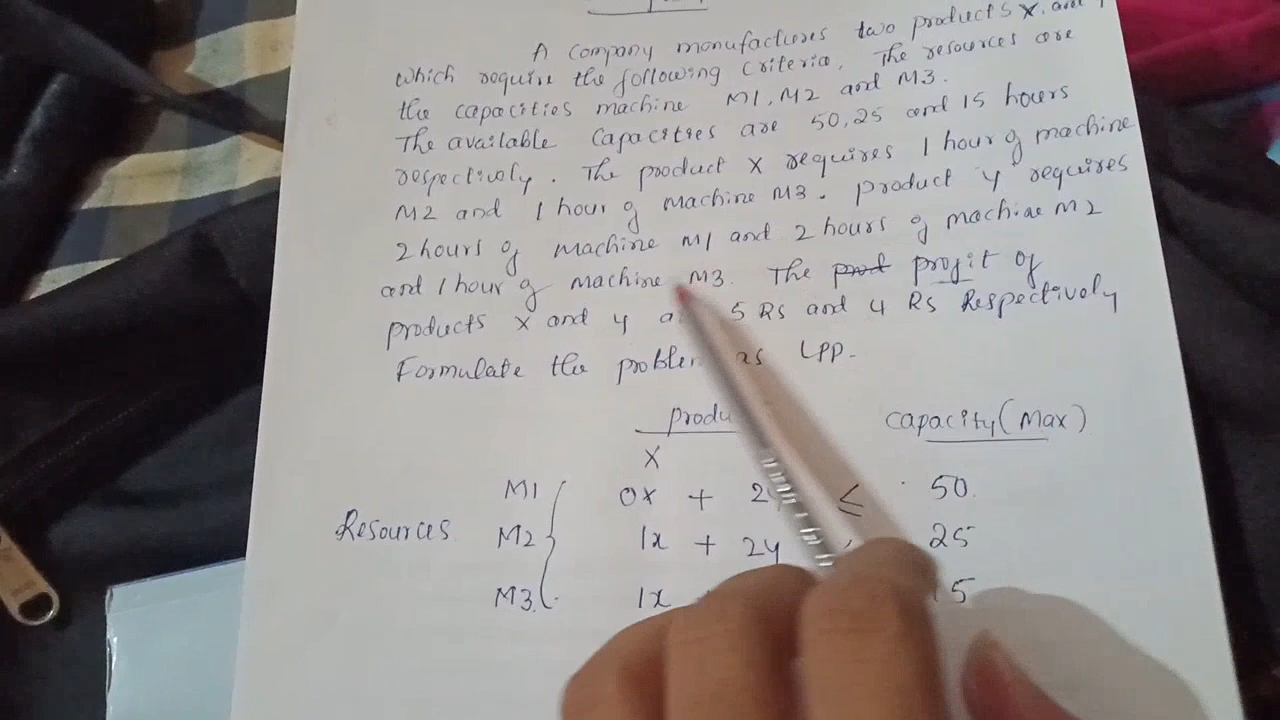 A company manufactures two products X and
which require the following criteria. The resources are
the capacities machine M1, M2 and M3.
The available capacities are 50, 25 and 15 hours
respectively. The product X requires 1 hour of machine
M2 and 1 hour of machine M3. product y requires
2 hours of machine M1 and 2 hours of machine M2
and 1 hour of machine M3. The profit of
products X and y 5 Rs and 4 Rs Respectively
Formulate the problem as LPP.
capacity (Max)
X
M1 0x + 2 ≤ 50
Resources M2 1x + 2y 25
M3 1x 5